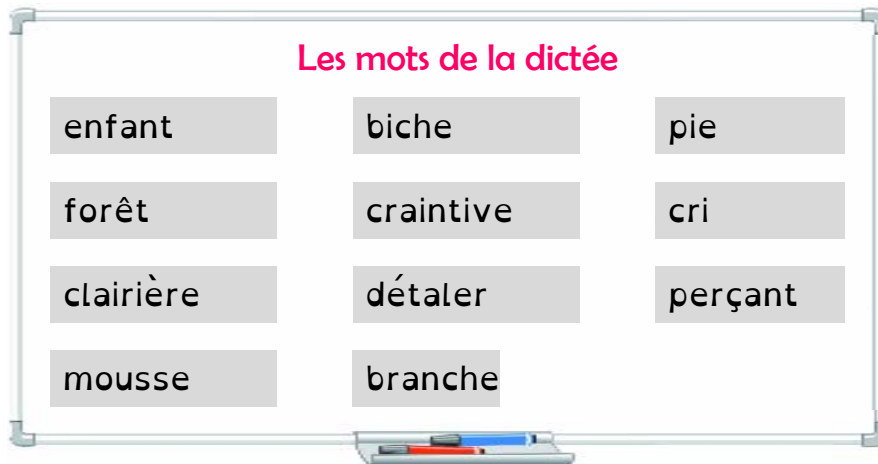 Les mots de la dictée
enfant biche pie
forêt craintive cri
clairière détaler perçant
mousse branche